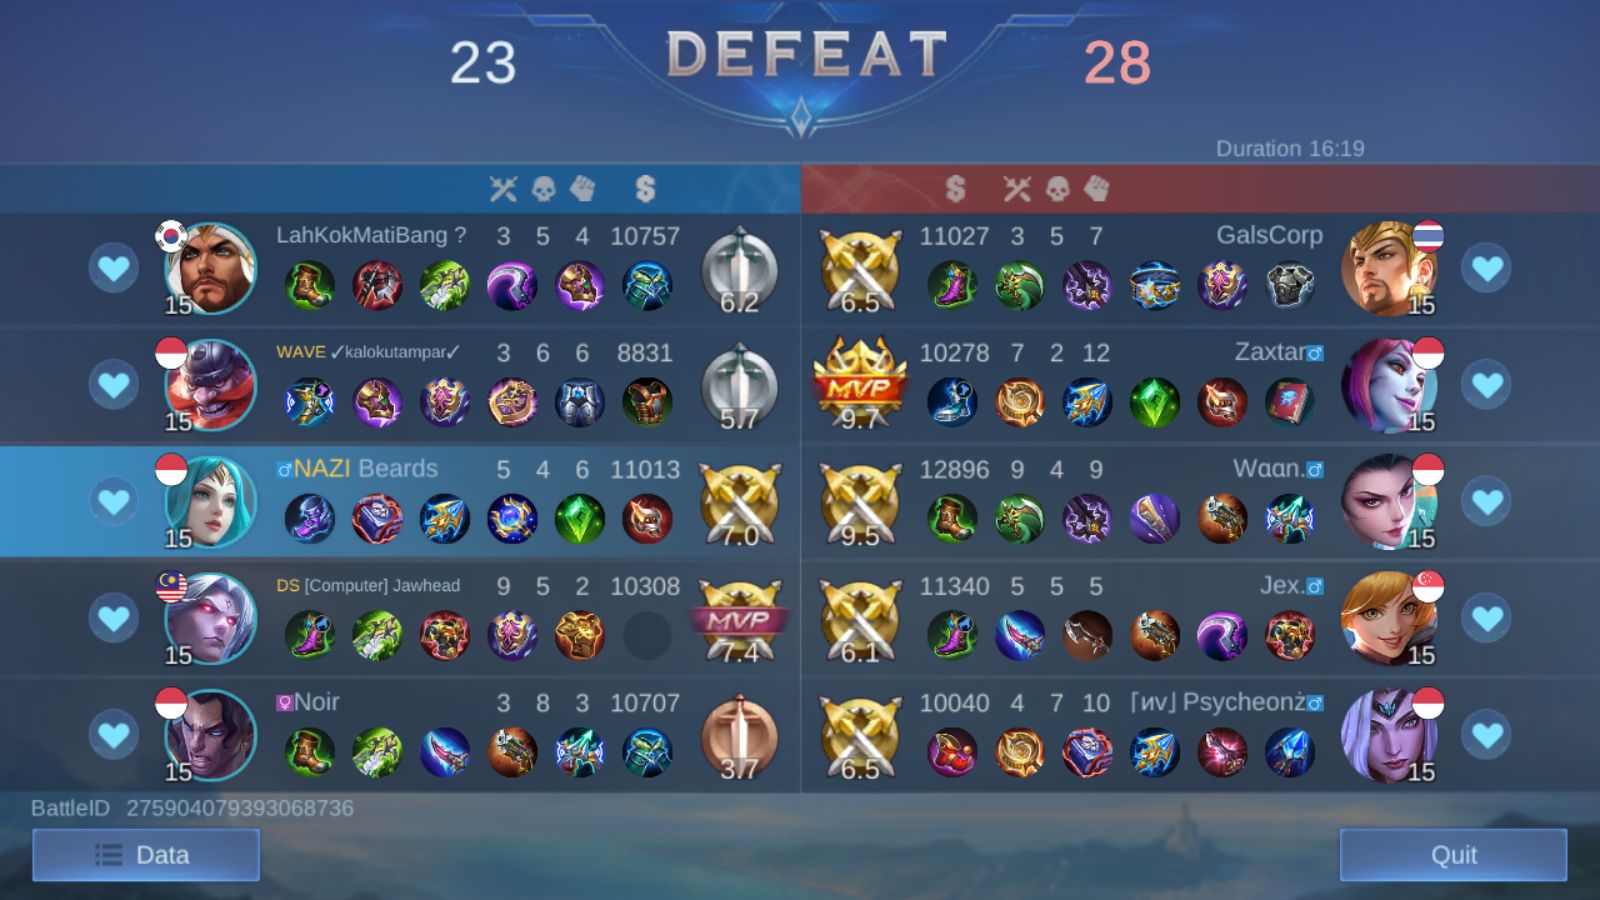 23 DEFEAT 28
Duration 16:19
LahKokMatiBang ? 3 5 4 10757 6.2
15
11027 3 5 7 GalsCorp 6.5
15
WAVE ✓kalokutampar✓ 3 6 6 8831 5.7
15
10278 7 2 12 Zaxtar♂ MVP 9.7
15
♂NAZI Beards 5 4 6 11013 7.0
15
12896 9 4 9 Wααn.♂ 9.5
15
DS [Computer] Jawhead 9 5 2 10308 MVP 7.4
15
11340 5 5 5 Jex.♂ 6.1
15
♀Noir 3 8 3 10707 3.7
15
10040 4 7 10 「ᴎv」Psycheonż♂ 6.5
15
BattleID 275904079393068736
Data
Quit